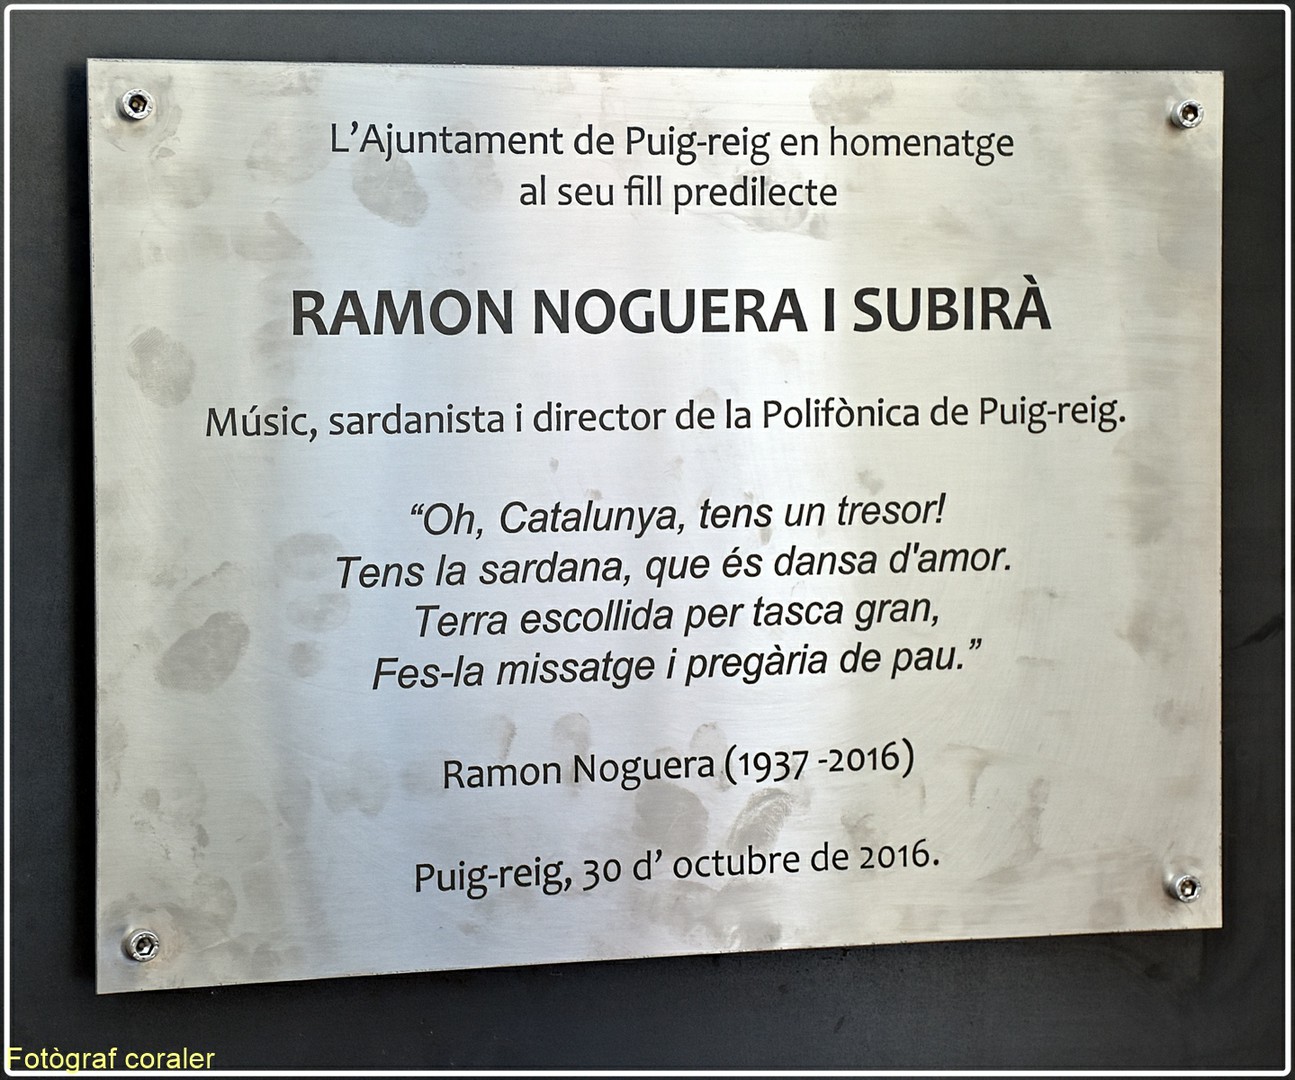 L'Ajuntament de Puig-reig en homenatge
al seu fill predilecte
RAMON NOGUERA I SUBIRÀ
Músic, sardanista i director de la Polifònica de Puig-reig.
“Oh, Catalunya, tens un tresor!
Tens la sardana, que és dansa d'amor.
Terra escollida per tasca gran,
Fes-la missatge i pregària de pau.”
Ramon Noguera (1937 -2016)
Puig-reig, 30 d’ octubre de 2016.
Fotògraf coraler